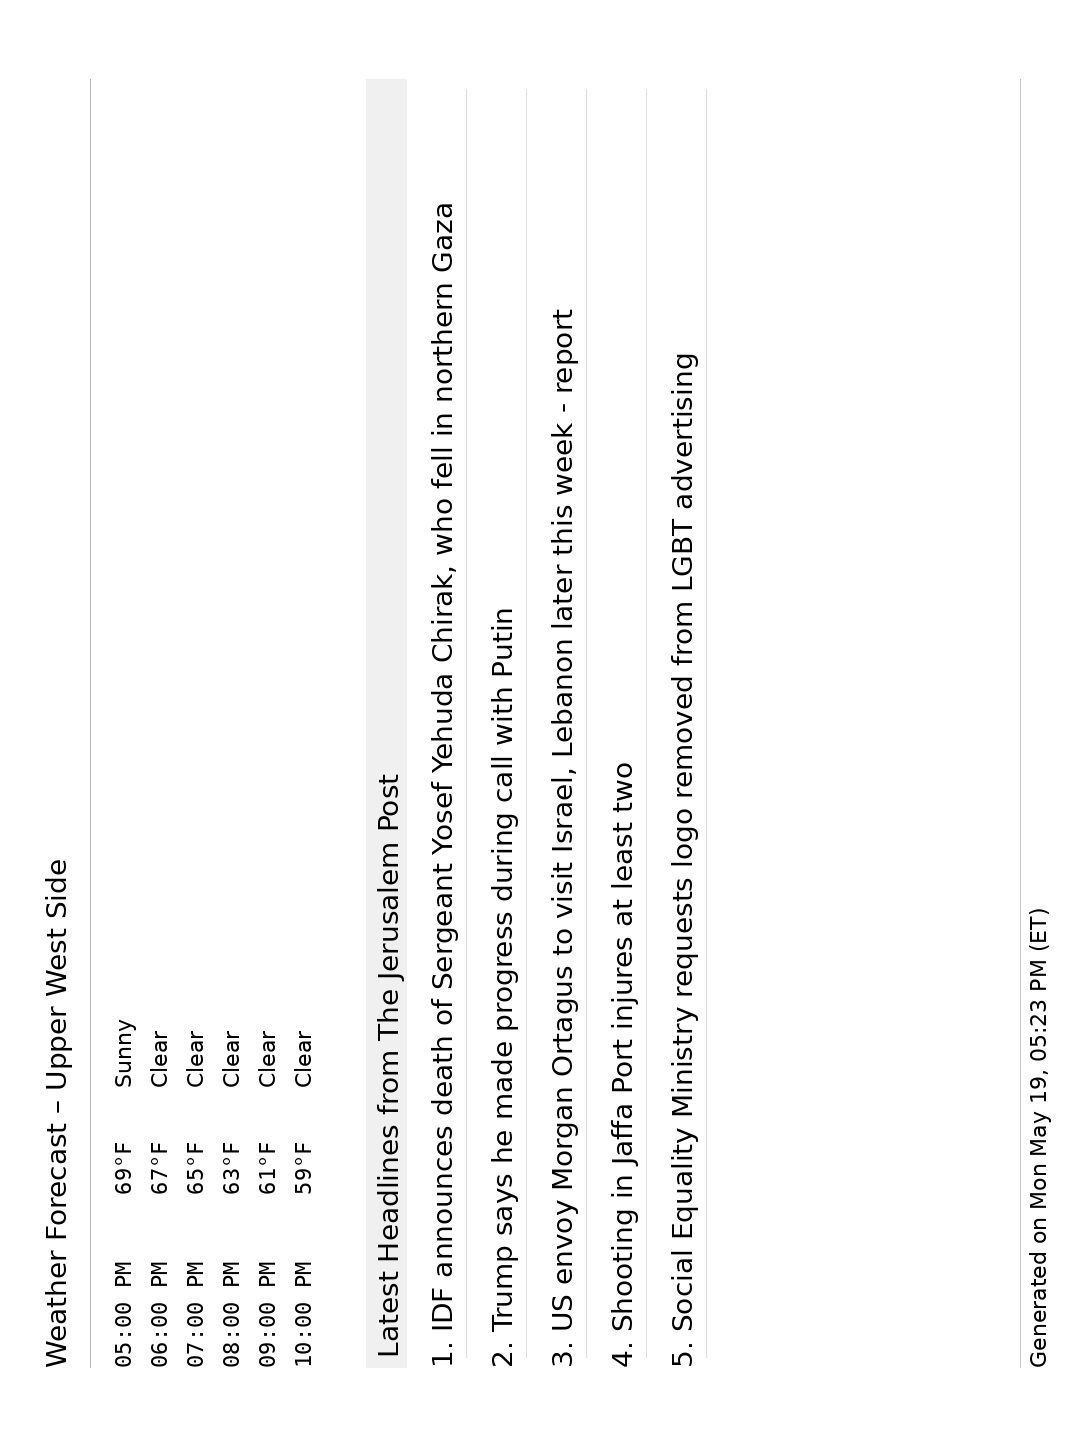 Weather Forecast – Upper West Side
05:00 PM 69°F Sunny
06:00 PM 67°F Clear
07:00 PM 65°F Clear
08:00 PM 63°F Clear
09:00 PM 61°F Clear
10:00 PM 59°F Clear
Latest Headlines from The Jerusalem Post
1. IDF announces death of Sergeant Yosef Yehuda Chirak, who fell in northern Gaza
2. Trump says he made progress during call with Putin
3. US envoy Morgan Ortagus to visit Israel, Lebanon later this week - report
4. Shooting in Jaffa Port injures at least two
5. Social Equality Ministry requests logo removed from LGBT advertising
Generated on Mon May 19, 05:23 PM (ET)